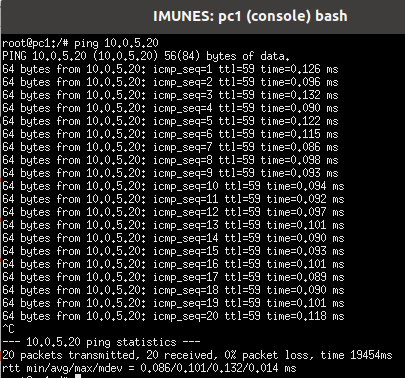 IMUNES: pc1 (console) bash
root@pc1:/# ping 10.0.5.20
PING 10.0.5.20 (10.0.5.20) 56(84) bytes of data.
64 bytes from 10.0.5.20: icmp_seq=1 ttl=59 time=0.126 ms
64 bytes from 10.0.5.20: icmp_seq=2 ttl=59 time=0.096 ms
64 bytes from 10.0.5.20: icmp_seq=3 ttl=59 time=0.132 ms
64 bytes from 10.0.5.20: icmp_seq=4 ttl=59 time=0.090 ms
64 bytes from 10.0.5.20: icmp_seq=5 ttl=59 time=0.122 ms
64 bytes from 10.0.5.20: icmp_seq=6 ttl=59 time=0.115 ms
64 bytes from 10.0.5.20: icmp_seq=7 ttl=59 time=0.086 ms
64 bytes from 10.0.5.20: icmp_seq=8 ttl=59 time=0.098 ms
64 bytes from 10.0.5.20: icmp_seq=9 ttl=59 time=0.093 ms
64 bytes from 10.0.5.20: icmp_seq=10 ttl=59 time=0.094 ms
64 bytes from 10.0.5.20: icmp_seq=11 ttl=59 time=0.092 ms
64 bytes from 10.0.5.20: icmp_seq=12 ttl=59 time=0.097 ms
64 bytes from 10.0.5.20: icmp_seq=13 ttl=59 time=0.101 ms
64 bytes from 10.0.5.20: icmp_seq=14 ttl=59 time=0.090 ms
64 bytes from 10.0.5.20: icmp_seq=15 ttl=59 time=0.093 ms
64 bytes from 10.0.5.20: icmp_seq=16 ttl=59 time=0.101 ms
64 bytes from 10.0.5.20: icmp_seq=17 ttl=59 time=0.089 ms
64 bytes from 10.0.5.20: icmp_seq=18 ttl=59 time=0.090 ms
64 bytes from 10.0.5.20: icmp_seq=19 ttl=59 time=0.101 ms
64 bytes from 10.0.5.20: icmp_seq=20 ttl=59 time=0.118 ms
^C
--- 10.0.5.20 ping statistics ---
20 packets transmitted, 20 received, 0% packet loss, time 19454ms
rtt min/avg/max/mdev = 0.086/0.101/0.132/0.014 ms